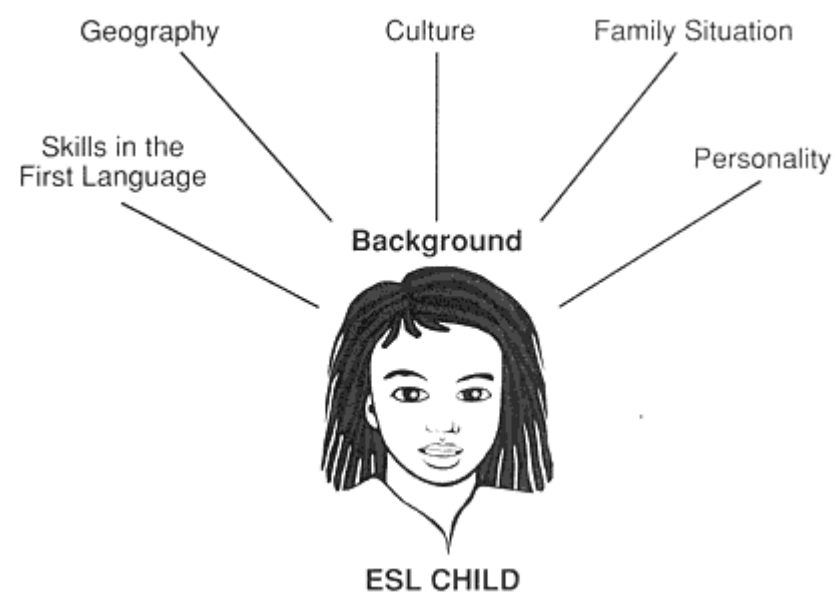 Geography
Culture
Family Situation
Skills in the
First Language
Personality
Background
ESL CHILD